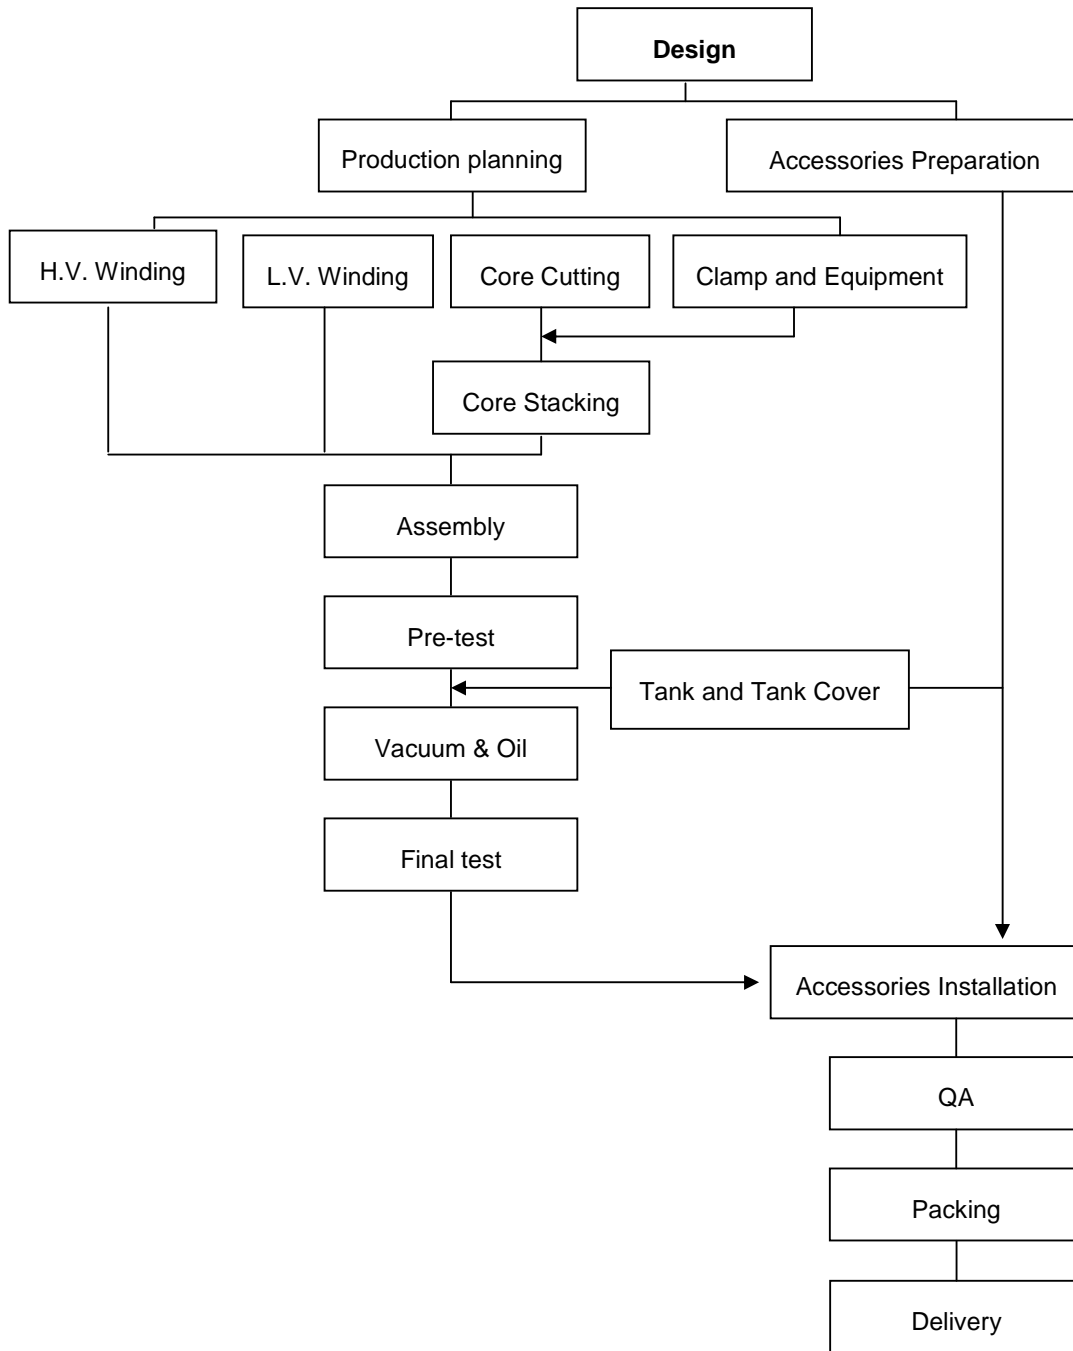 Design
Production planning
Accessories Preparation
H.V. Winding
L.V. Winding
Core Cutting
Clamp and Equipment
Core Stacking
Assembly
Pre-test
Tank and Tank Cover
Vacuum & Oil
Final test
Accessories Installation
QA
Packing
Delivery